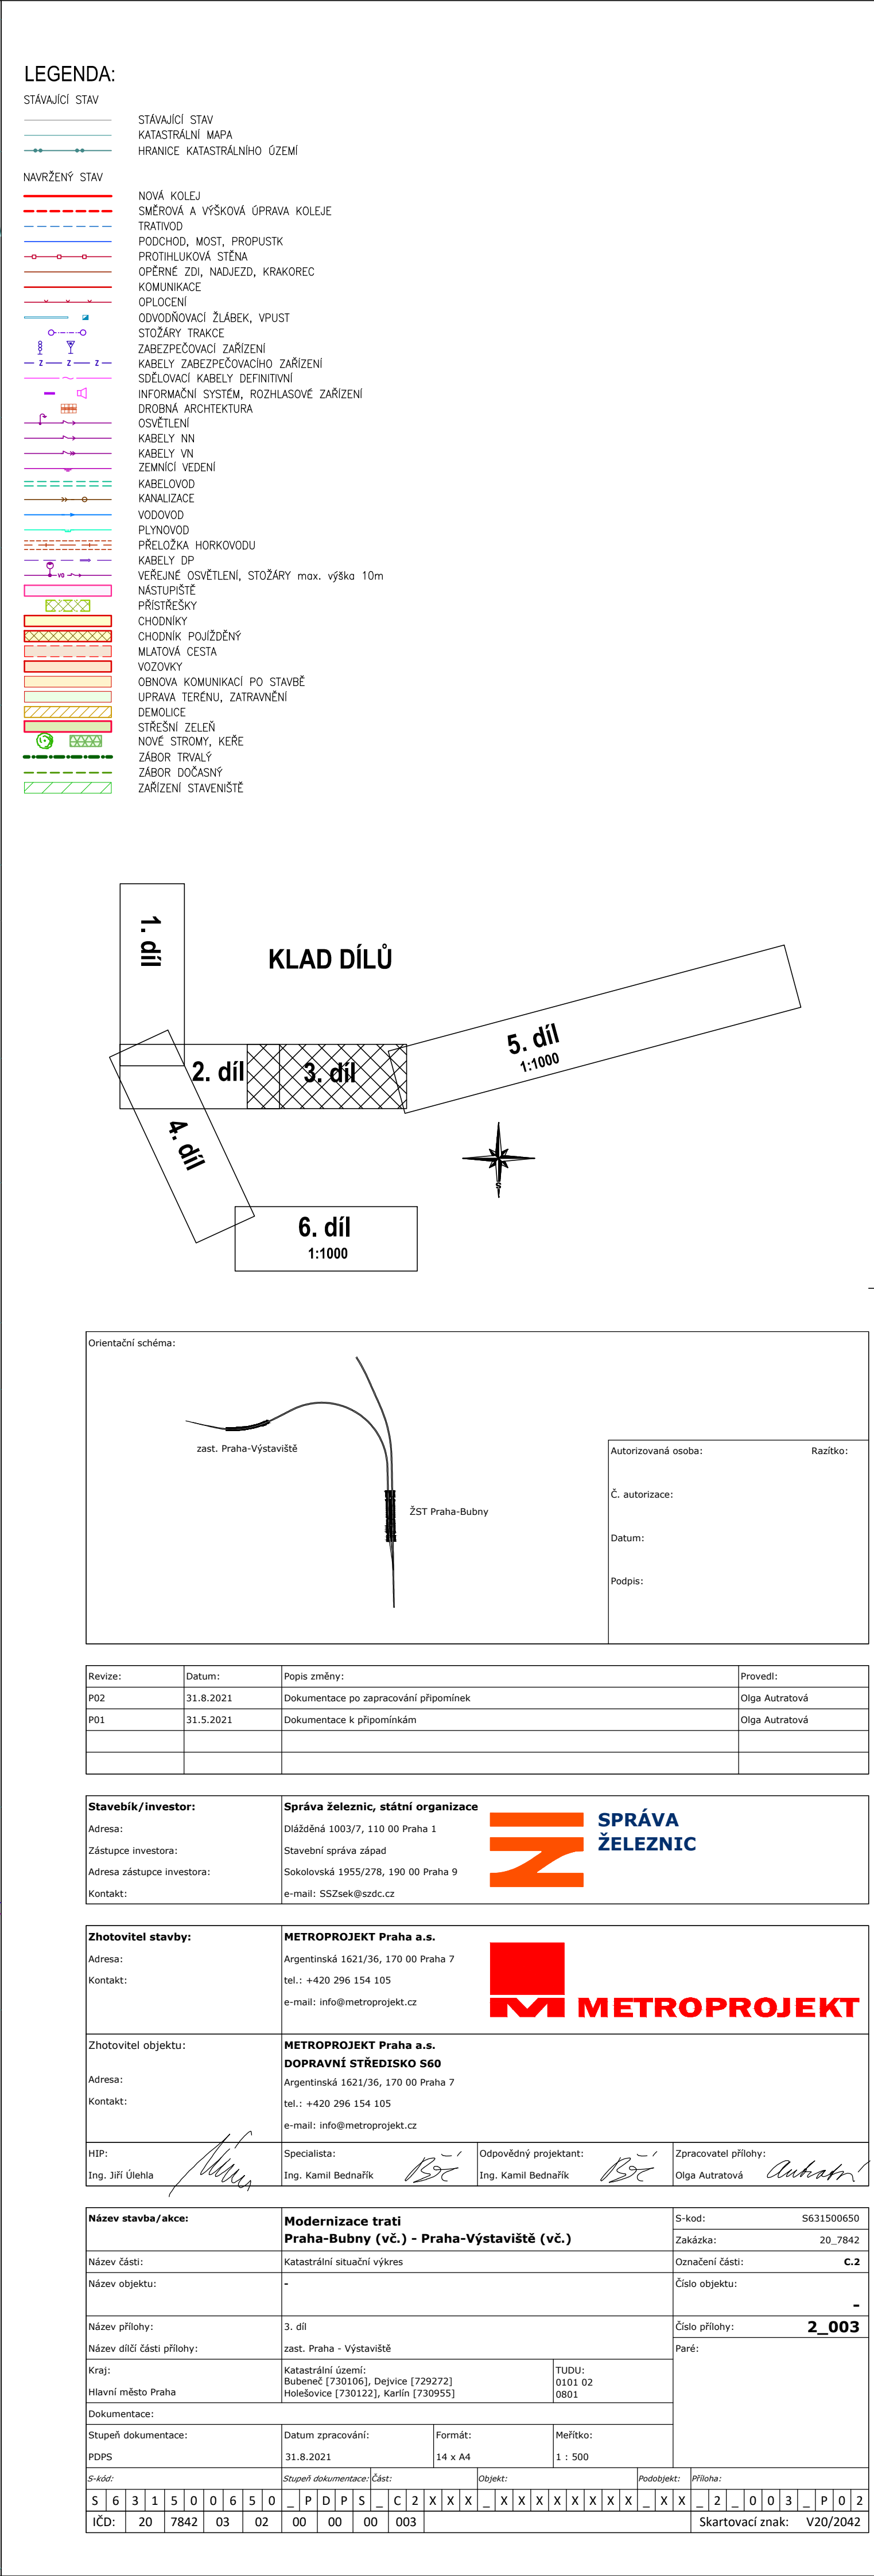 LEGENDA:
STÁVAJÍCÍ STAV
STÁVAJÍCÍ STAV
KATASTRÁLNÍ MAPA
HRANICE KATASTRÁLNÍHO ÚZEMÍ
NAVRŽENÝ STAV
NOVÁ KOLEJ
SMĚROVÁ A VÝŠKOVÁ ÚPRAVA KOLEJE
TRATIVOD
PODCHOD, MOST, PROPUSTK
PROTIHLUKOVÁ STĚNA
OPĚRNÉ ZDI, NADJEZD, KRAKOREC
KOMUNIKACE
OPLOCENÍ
ODVODŇOVACÍ ŽLÁBEK, VPUST
STOŽÁRY TRAKCE
ZABEZPEČOVACÍ ZAŘÍZENÍ
Z Z Z KABELY ZABEZPEČOVACÍHO ZAŘÍZENÍ
SDĚLOVACÍ KABELY DEFINITIVNÍ
INFORMAČNÍ SYSTÉM, ROZHLASOVÉ ZAŘÍZENÍ
DROBNÁ ARCHTEKTURA
OSVĚTLENÍ
KABELY NN
KABELY VN
ZEMNÍCÍ VEDENÍ
KABELOVOD
KANALIZACE
VODOVOD
PLYNOVOD
PŘELOŽKA HORKOVODU
KABELY DP
VO VEŘEJNÉ OSVĚTLENÍ, STOŽÁRY max. výška 10m
NÁSTUPIŠTĚ
PŘÍSTŘEŠKY
CHODNÍKY
CHODNÍK POJÍŽDĚNÝ
MLATOVÁ CESTA
VOZOVKY
OBNOVA KOMUNIKACÍ PO STAVBĚ
UPRAVA TERÉNU, ZATRAVNĚNÍ
DEMOLICE
STŘEŠNÍ ZELEŇ
NOVÉ STROMY, KEŘE
ZÁBOR TRVALÝ
ZÁBOR DOČASNÝ
ZAŘÍZENÍ STAVENIŠTĚ
1. díl
KLAD DÍLŮ
5. díl
1:1000
2. díl
3. díl
4. díl
S
6. díl
1:1000
Orientační schéma:
zast. Praha-Výstaviště
ŽST Praha-Bubny
Autorizovaná osoba: Razítko:
Č. autorizace:
Datum:
Podpis:
Revize: Datum: Popis změny: Provedl:
P02 31.8.2021 Dokumentace po zapracování připomínek Olga Autratová
P01 31.5.2021 Dokumentace k připomínkám Olga Autratová
Stavebík/investor: Správa železnic, státní organizace
Adresa: Dlážděná 1003/7, 110 00 Praha 1
Zástupce investora: Stavební správa západ
Adresa zástupce investora: Sokolovská 1955/278, 190 00 Praha 9
Kontakt: e-mail: SSZsek@szdc.cz
SPRÁVA
ŽELEZNIC
Zhotovitel stavby: METROPROJEKT Praha a.s.
Adresa: Argentinská 1621/36, 170 00 Praha 7
Kontakt: tel.: +420 296 154 105
e-mail: info@metroprojekt.cz
METROPROJEKT
Zhotovitel objektu: METROPROJEKT Praha a.s.
DOPRAVNÍ STŘEDISKO S60
Adresa: Argentinská 1621/36, 170 00 Praha 7
Kontakt: tel.: +420 296 154 105
e-mail: info@metroprojekt.cz
HIP: Specialista: Odpovědný projektant: Zpracovatel přílohy:
Ing. Jiří Úlehla Ing. Kamil Bednařík Ing. Kamil Bednařík Olga Autratová
Název stavba/akce: Modernizace trati
Praha-Bubny (vč.) - Praha-Výstaviště (vč.)
S-kod: S631500650
Zakázka: 20_7842
Název části: Katastrální situační výkres Označení části: C.2
Název objektu: - Číslo objektu:
-
Název přílohy: 3. díl Číslo přílohy: 2_003
Název dílčí části přílohy: zast. Praha - Výstaviště Paré:
Kraj: Katastrální území: TUDU:
Bubeneč [730106], Dejvice [729272] 0101 02
Hlavní město Praha Holešovice [730122], Karlín [730955] 0801
Dokumentace:
Stupeň dokumentace: Datum zpracování: Formát: Meřítko:
PDPS 31.8.2021 14 x A4 1 : 500
S-kód: Stupeň dokumentace: Část: Objekt: Podobjekt: Příloha:
S 6 3 1 5 0 0 6 5 0 _ P D P S _ C 2 X X X _ X X X X X X X X _ X X _ 2 _ 0 0 3 _ P 0 2
IČD: 20 7842 03 02 00 00 00 003 Skartovací znak: V20/2042